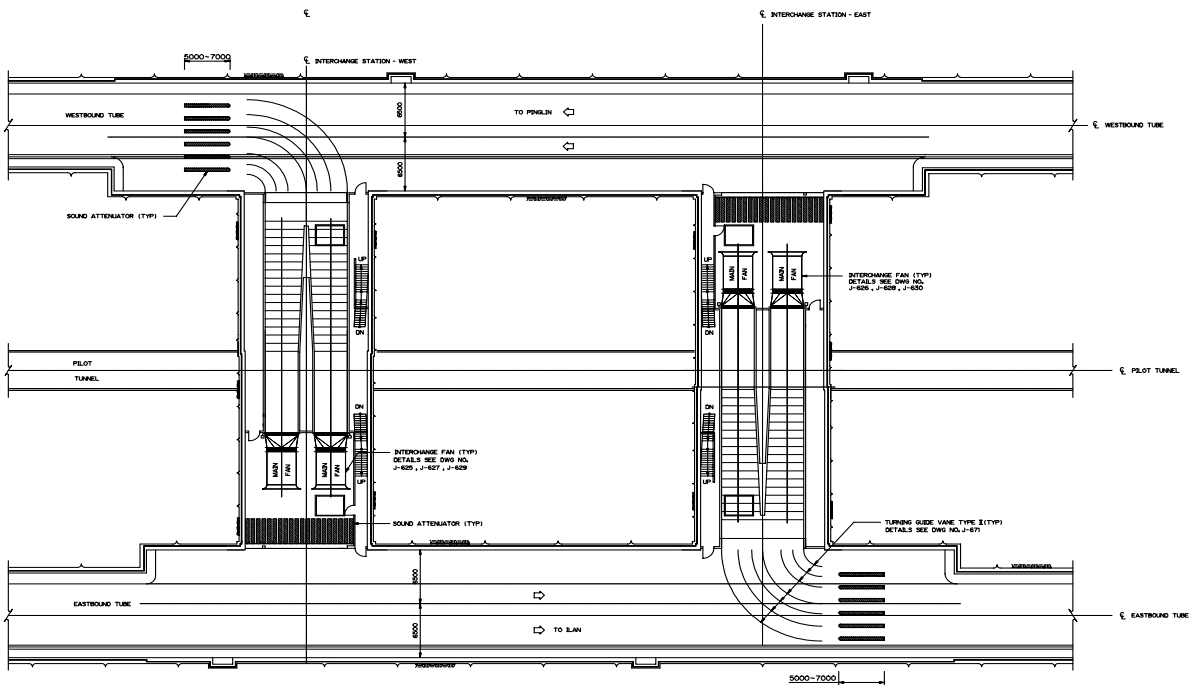 ℄
℄ INTERCHANGE STATION - EAST
5000~7000
℄ INTERCHANGE STATION - WEST
WESTBOUND TUBE
6500
TO PINGLIN
℄ WESTBOUND TUBE
6500
SOUND ATTENUATOR (TYP)
UP
UP
MAIN FAN
MAIN FAN
INTERCHANGE FAN (TYP)
DETAILS SEE DWG NO.
J-626 , J-628 , J-630
DN
DN
PILOT
TUNNEL
℄ PILOT TUNNEL
DN
DN
INTERCHANGE FAN (TYP)
DETAILS SEE DWG NO.
J-625 , J-627 , J-629
MAIN FAN
MAIN FAN
UP
UP
SOUND ATTENUATOR (TYP)
TURNING GUIDE VANE TYPE II (TYP)
DETAILS SEE DWG NO. J-671
6500
EASTBOUND TUBE
6500
TO ILAN
℄ EASTBOUND TUBE
5000~7000